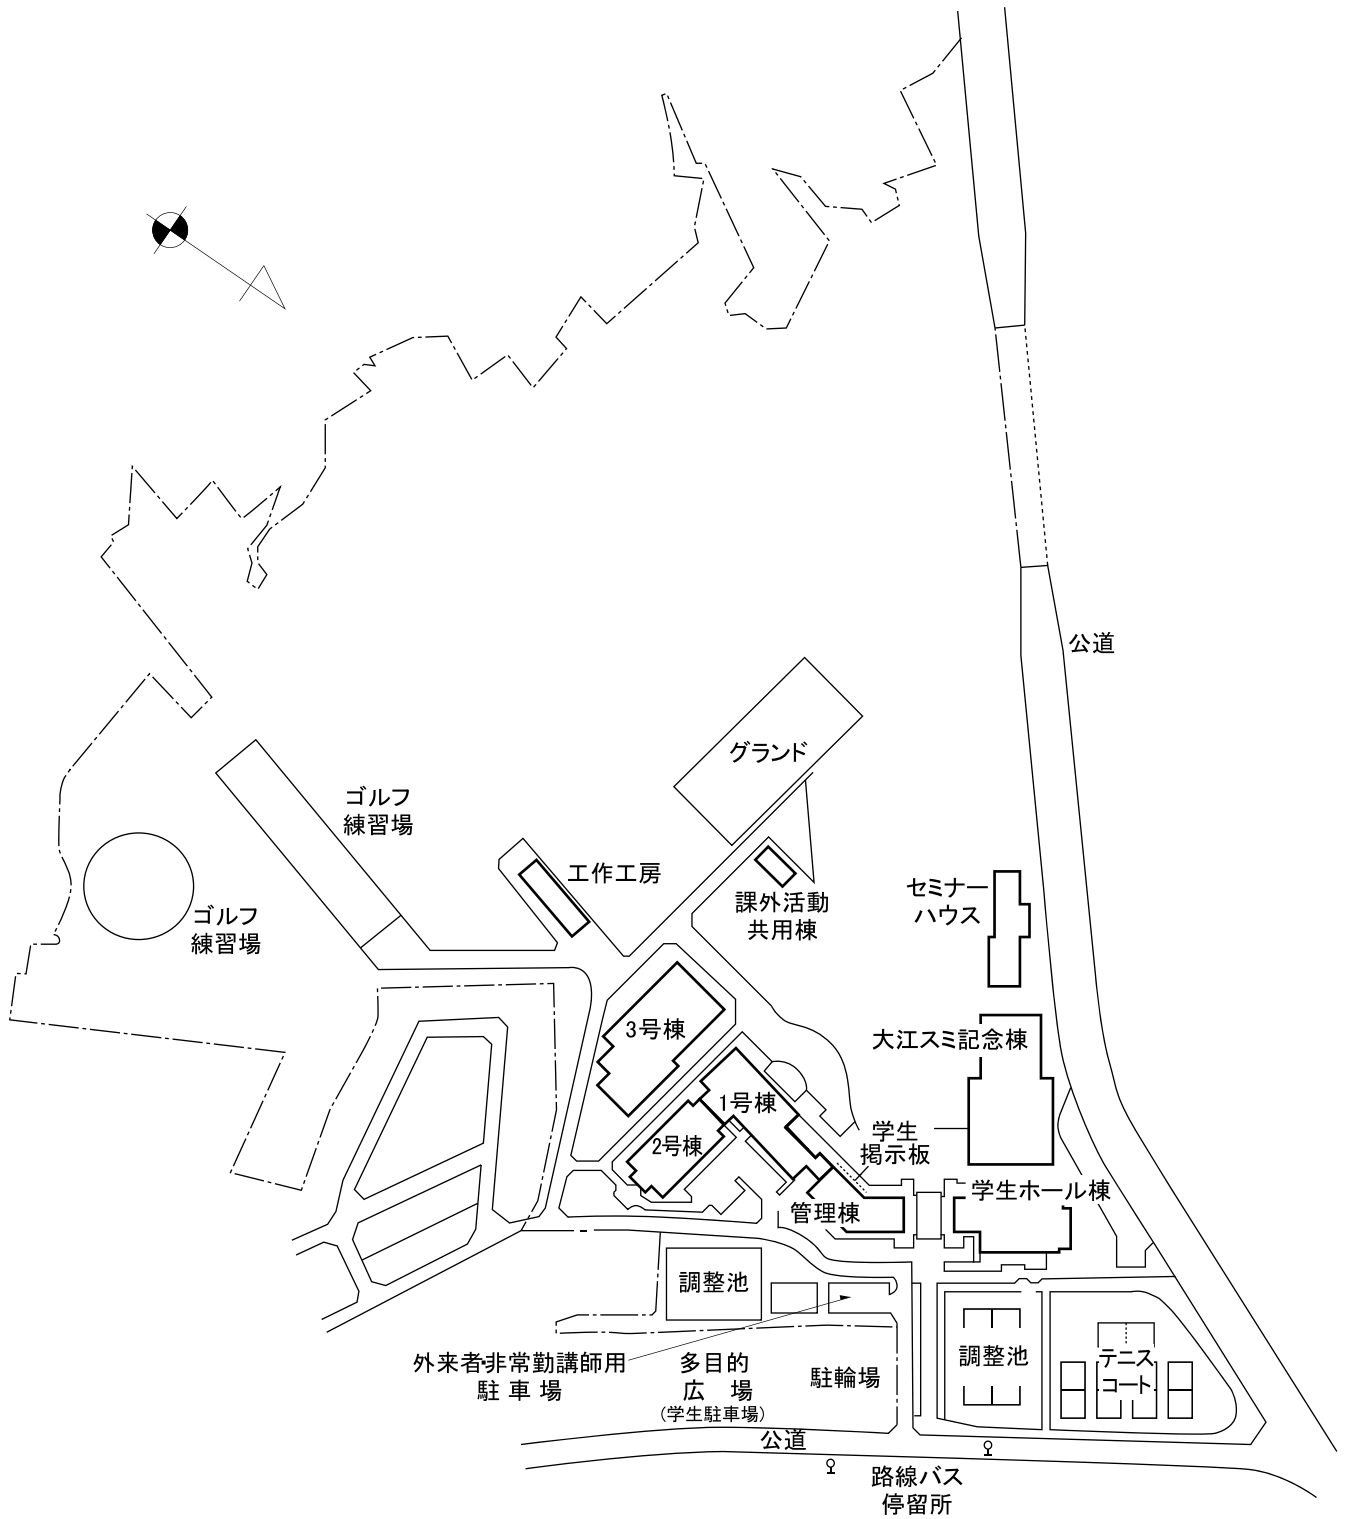 公道
グランド
ゴルフ
練習場
工作工房
セミナー
ハウス
課外活動
共用棟
ゴルフ
練習場
3号棟
大江スミ記念棟
1号棟
学生
掲示板
2号棟
学生ホール棟
管理棟
調整池
外来者・非常勤講師用
駐車場
多目的
広 場
(学生駐車場)
駐輪場
調整池
テニス
コート
公道
路線バス
停留所